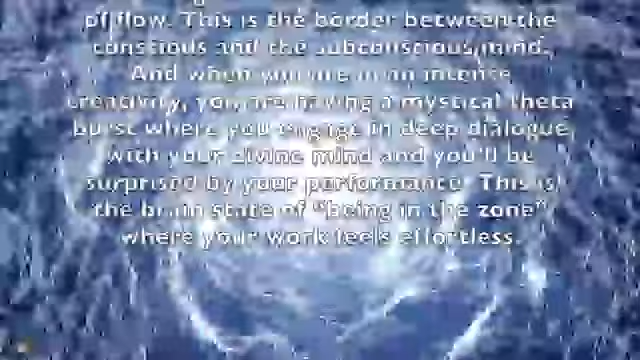 of flow. This is the border between the
conscious and the subconscious mind.
And when you are in an intense
creativity, you are having a mystical theta
burst where you engage in deep dialogue
with your divine mind and you'll be
surprised by your performance. This is
the brain state of "being in the zone"
where your work feels effortless.